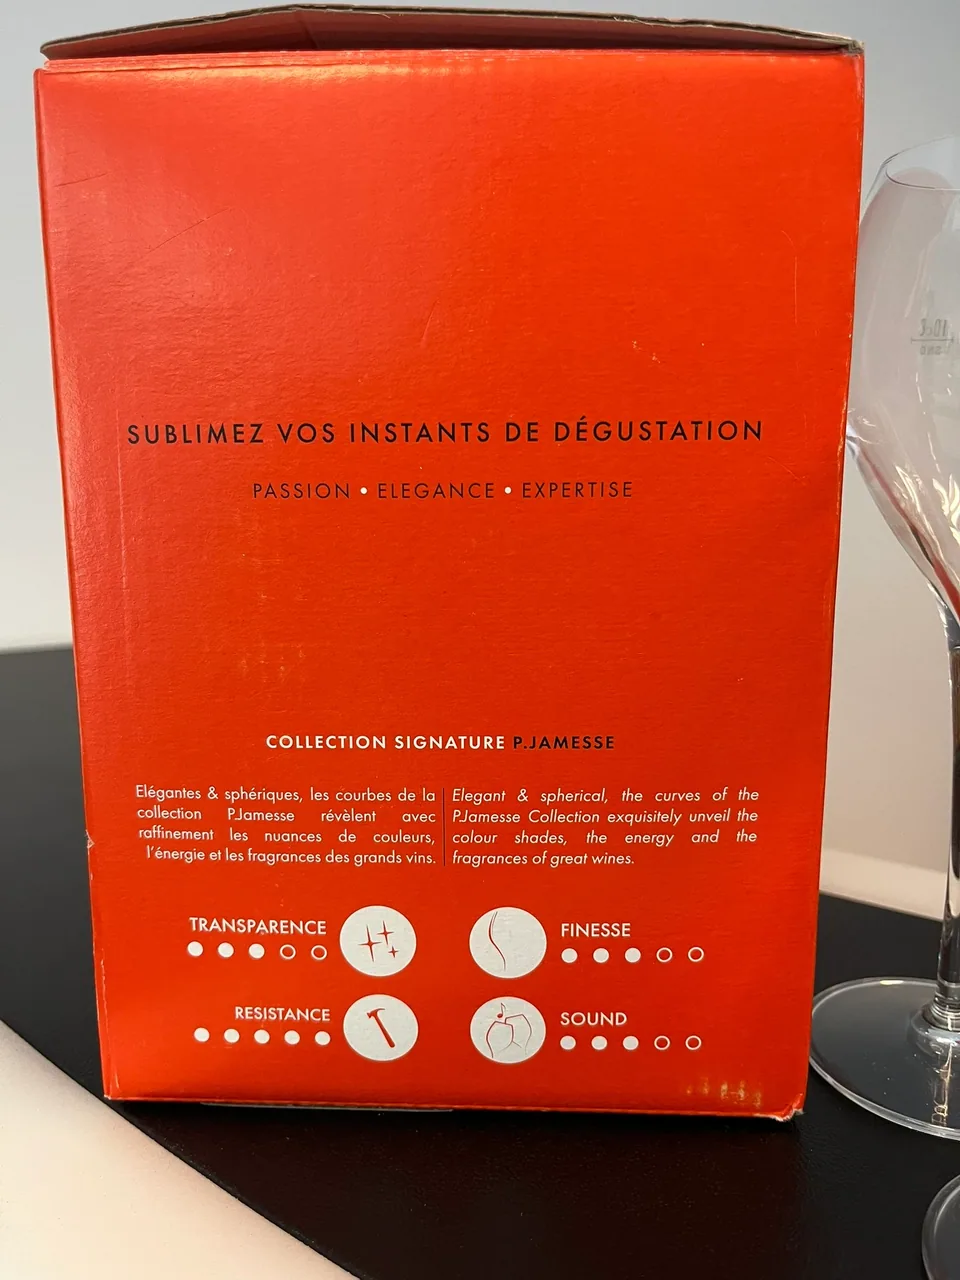 SUBLIMEZ VOS INSTANTS DE DÉGUSTATION
PASSION • ELEGANCE • EXPERTISE
COLLECTION SIGNATURE P.JAMESSE
Elégantes & sphériques, les courbes de la
collection PJamesse révèlent avec
raffinement les nuances de couleurs,
l'énergie et les fragrances des grands vins.
Elegant & spherical, the curves of the
PJamesse Collection exquisitely unveil the
colour shades, the energy and the
fragrances of great wines.
TRANSPARENCE
FINESSE
RESISTANCE
SOUND